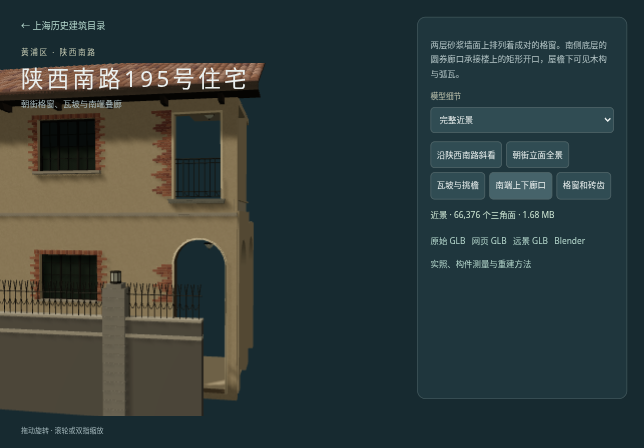 ← 上海历史建筑目录
黄浦区 · 陕西南路
陕西南路195号住宅
朝街格窗、瓦坡与南端叠廊
两层砂浆墙面上排列着成对的格窗。南侧底层的
圆券廊口承接楼上的矩形开口，屋檐下可见木构
与弧瓦。
模型细节
完整近景
沿陕西南路斜看
朝街立面全景
瓦坡与挑檐
南端上下廊口
格窗和砖齿
近景 · 66,376 个三角面 · 1.68 MB
原始 GLB 网页 GLB 远景 GLB Blender
实照、构件测量与重建方法
拖动旋转 · 滚轮或双指缩放